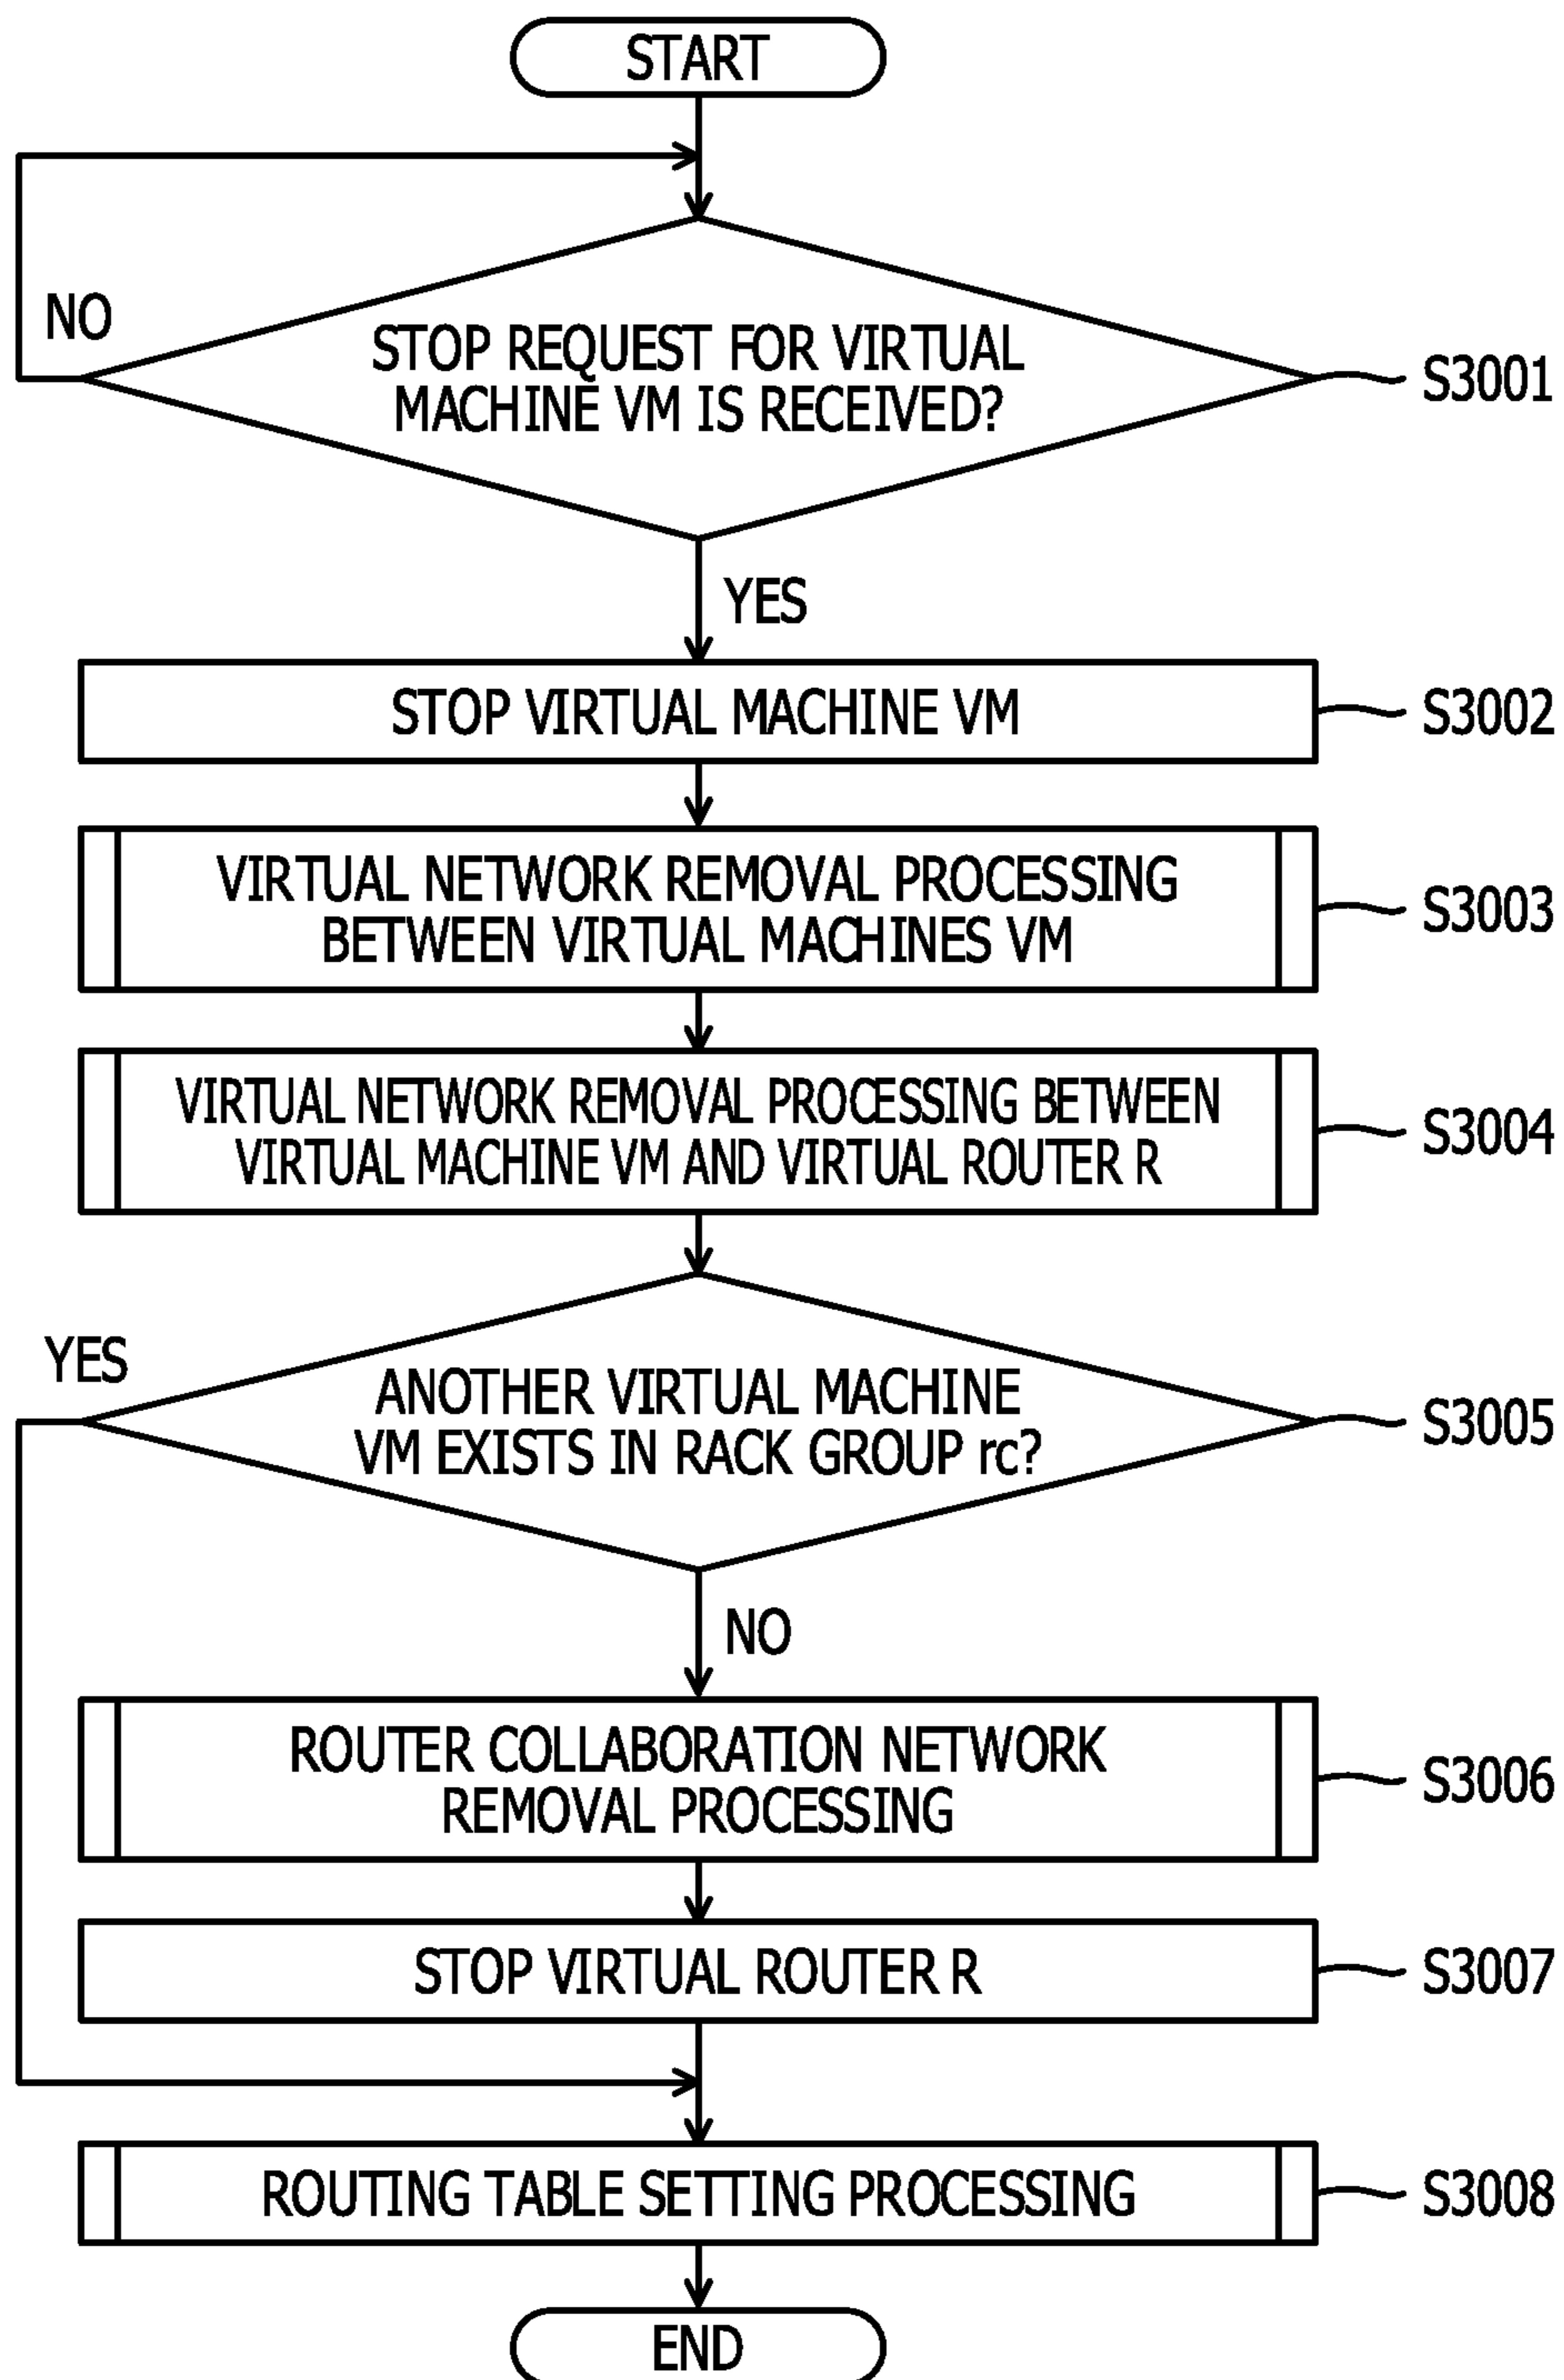 START
NO
STOP REQUEST FOR VIRTUAL
MACHINE VM IS RECEIVED?
S3001
YES
STOP VIRTUAL MACHINE VM
S3002
VIRTUAL NETWORK REMOVAL PROCESSING
BETWEEN VIRTUAL MACHINES VM
S3003
VIRTUAL NETWORK REMOVAL PROCESSING BETWEEN
VIRTUAL MACHINE VM AND VIRTUAL ROUTER R
S3004
YES
ANOTHER VIRTUAL MACHINE
VM EXISTS IN RACK GROUP rc?
S3005
NO
ROUTER COLLABORATION NETWORK
REMOVAL PROCESSING
S3006
STOP VIRTUAL ROUTER R
S3007
ROUTING TABLE SETTING PROCESSING
S3008
END